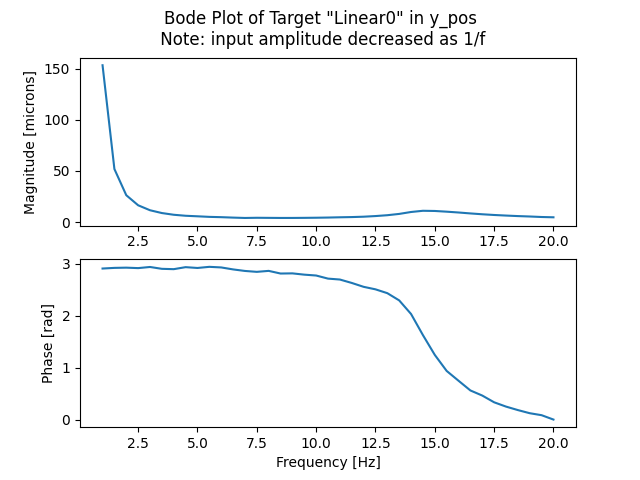 Bode Plot of Target "Linear0" in y_pos
Note: input amplitude decreased as 1/f
Magnitude [microns]
150
100
50
0
2.5 5.0 7.5 10.0 12.5 15.0 17.5 20.0
Phase [rad]
3
2
1
0
2.5 5.0 7.5 10.0 12.5 15.0 17.5 20.0
Frequency [Hz]